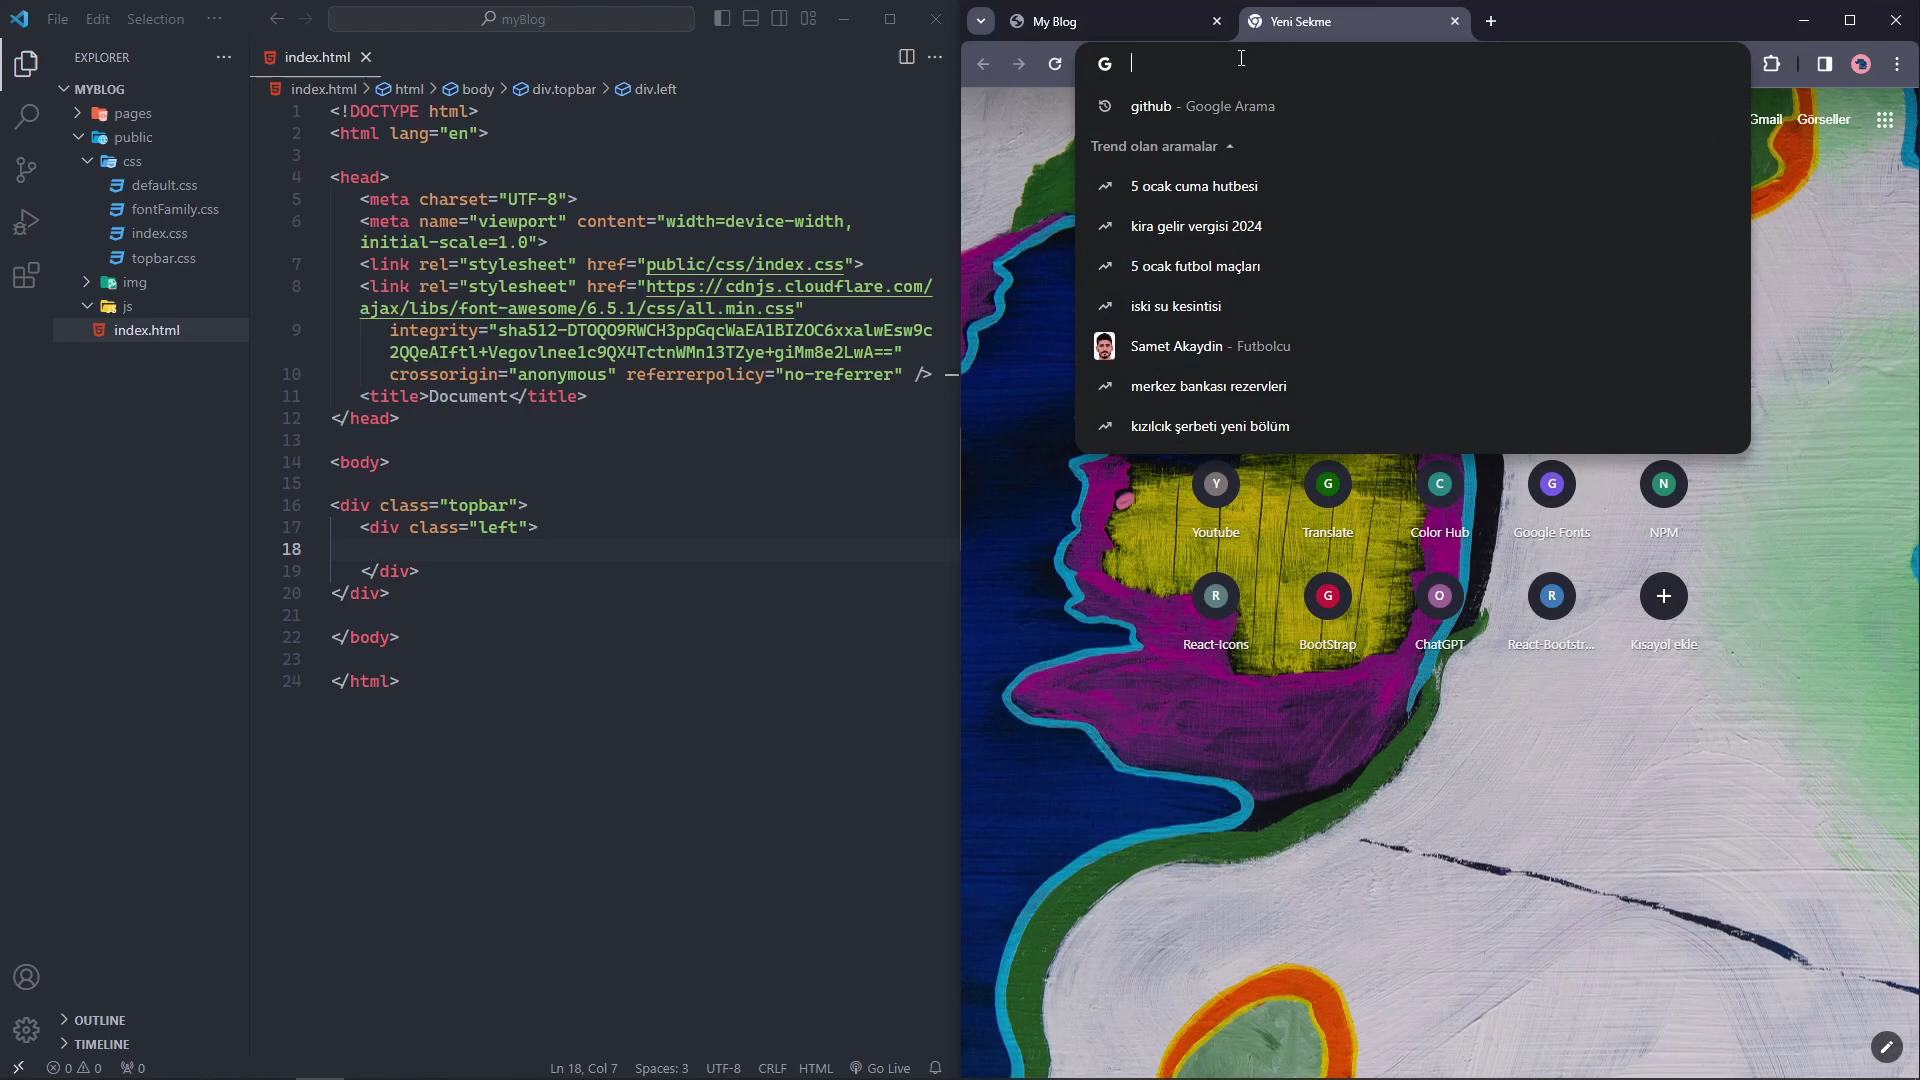 File Edit Selection ···
myBlog
EXPLORER ···
MYBLOG
pages
public
css
default.css
fontFamily.css
index.css
topbar.css
img
js
index.html
OUTLINE
TIMELINE
index.html
index.html > html > body > div.topbar > div.left
1 <!DOCTYPE html>
2 <html lang="en">
3
4 <head>
5 <meta charset="UTF-8">
6 <meta name="viewport" content="width=device-width,
initial-scale=1.0">
7 <link rel="stylesheet" href="public/css/index.css">
8 <link rel="stylesheet" href="https://cdnjs.cloudflare.com/
ajax/libs/font-awesome/6.5.1/css/all.min.css"
9 integrity="sha512-DTOQO9RWCH3ppGqcWaEA1BIZOC6xxalwEsw9c
2QQeAIftl+Vegovlnee1c9QX4TctnWMn13TZye+giMm8e2LwA=="
10 crossorigin="anonymous" referrerpolicy="no-referrer" />
11 <title>Document</title>
12 </head>
13
14 <body>
15
16 <div class="topbar">
17 <div class="left">
18
19 </div>
20 </div>
21
22 </body>
23
24 </html>
0 0 0
Ln 18, Col 7 Spaces: 3 UTF-8 CRLF HTML Go Live
My Blog
Yeni Sekme
G
github - Google Arama
Trend olan aramalar
5 ocak cuma hutbesi
kira gelir vergisi 2024
5 ocak futbol maçları
iski su kesintisi
Samet Akaydin - Futbolcu
merkez bankası rezervleri
kızılcık şerbeti yeni bölüm
Gmail Görseller
Y G C G N
Youtube Translate Color Hub Google Fonts NPM
R G O R
React-Icons BootStrap ChatGPT React-Bootstr... Kısayol ekle